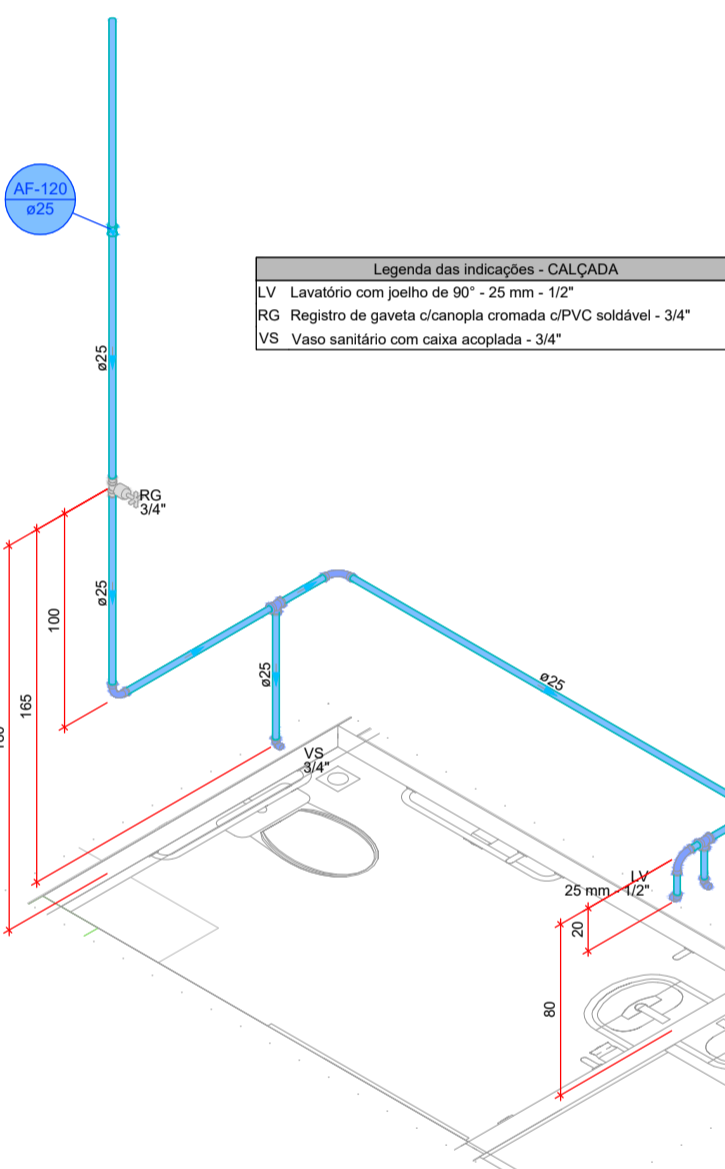 AF-120
ø25
Legenda das indicações - CALÇADA
LV Lavatório com joelho de 90° - 25 mm - 1/2"
RG Registro de gaveta c/canopla cromada c/PVC soldável - 3/4"
VS Vaso sanitário com caixa acoplada - 3/4"
ø25
RG
3/4"
ø25
100
165
ø25
ø25
VS
3/4"
LV
25 mm - 1/2"
20
80